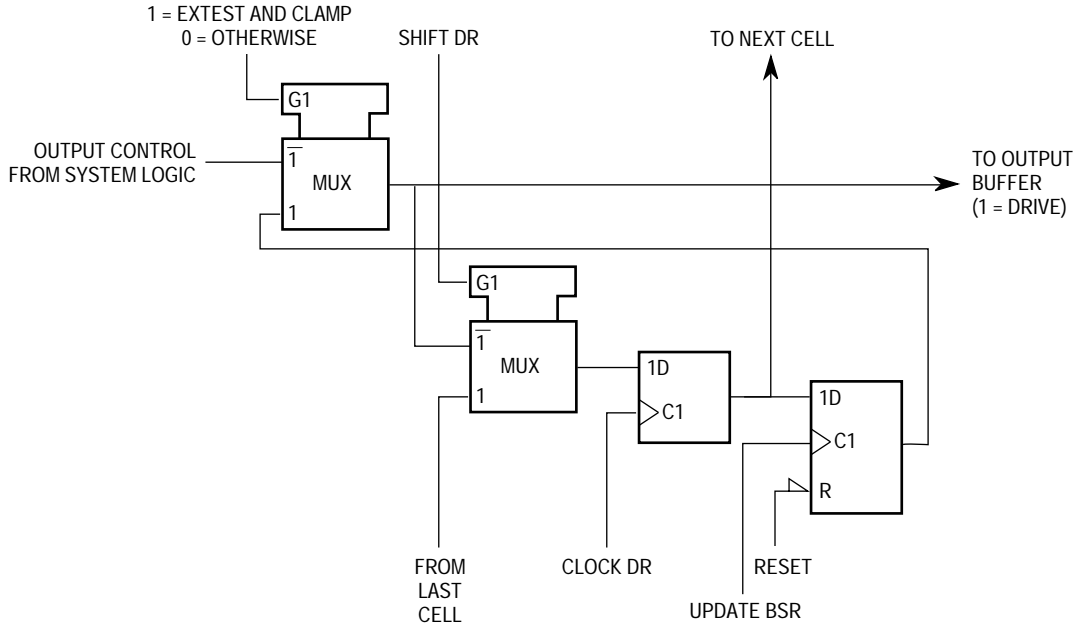 1 = EXTEST AND CLAMP
0 = OTHERWISE
SHIFT DR
TO NEXT CELL
G1
OUTPUT CONTROL
FROM SYSTEM LOGIC
1
MUX
1
TO OUTPUT
BUFFER
(1 = DRIVE)
G1
1
MUX
1
1D
C1
1D
C1
R
FROM
LAST
CELL
CLOCK DR
RESET
UPDATE BSR